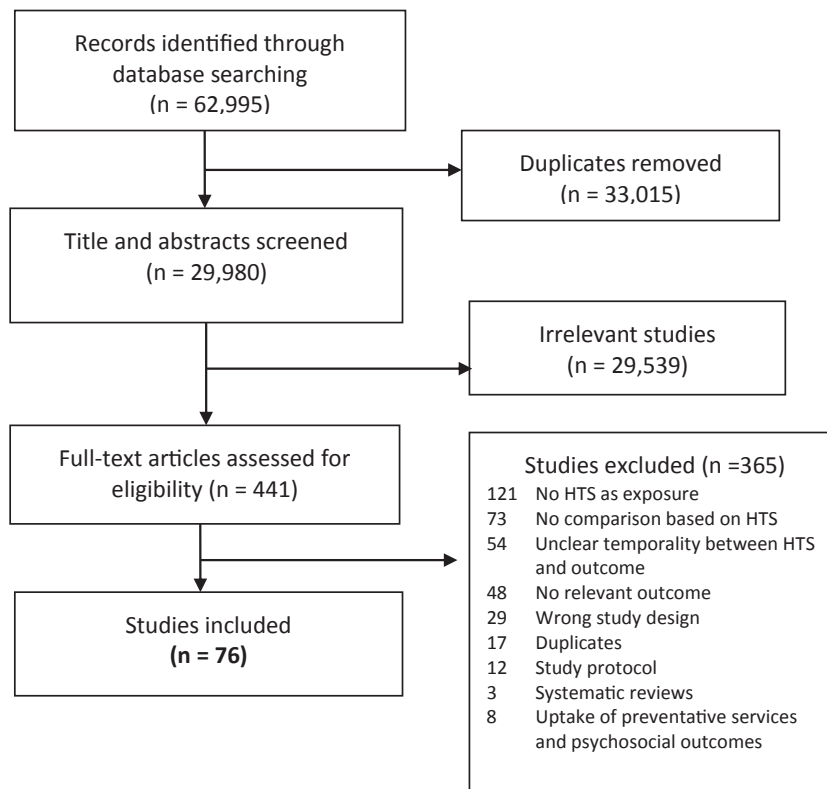 Records identified through
database searching
(n = 62,995)
Duplicates removed
(n = 33,015)
Title and abstracts screened
(n = 29,980)
Irrelevant studies
(n = 29,539)
Full-text articles assessed for
eligibility (n = 441)
Studies excluded (n =365)
121 No HTS as exposure
73 No comparison based on HTS
54 Unclear temporality between HTS
and outcome
48 No relevant outcome
29 Wrong study design
17 Duplicates
12 Study protocol
3 Systematic reviews
8 Uptake of preventative services
and psychosocial outcomes
Studies included
(n = 76)